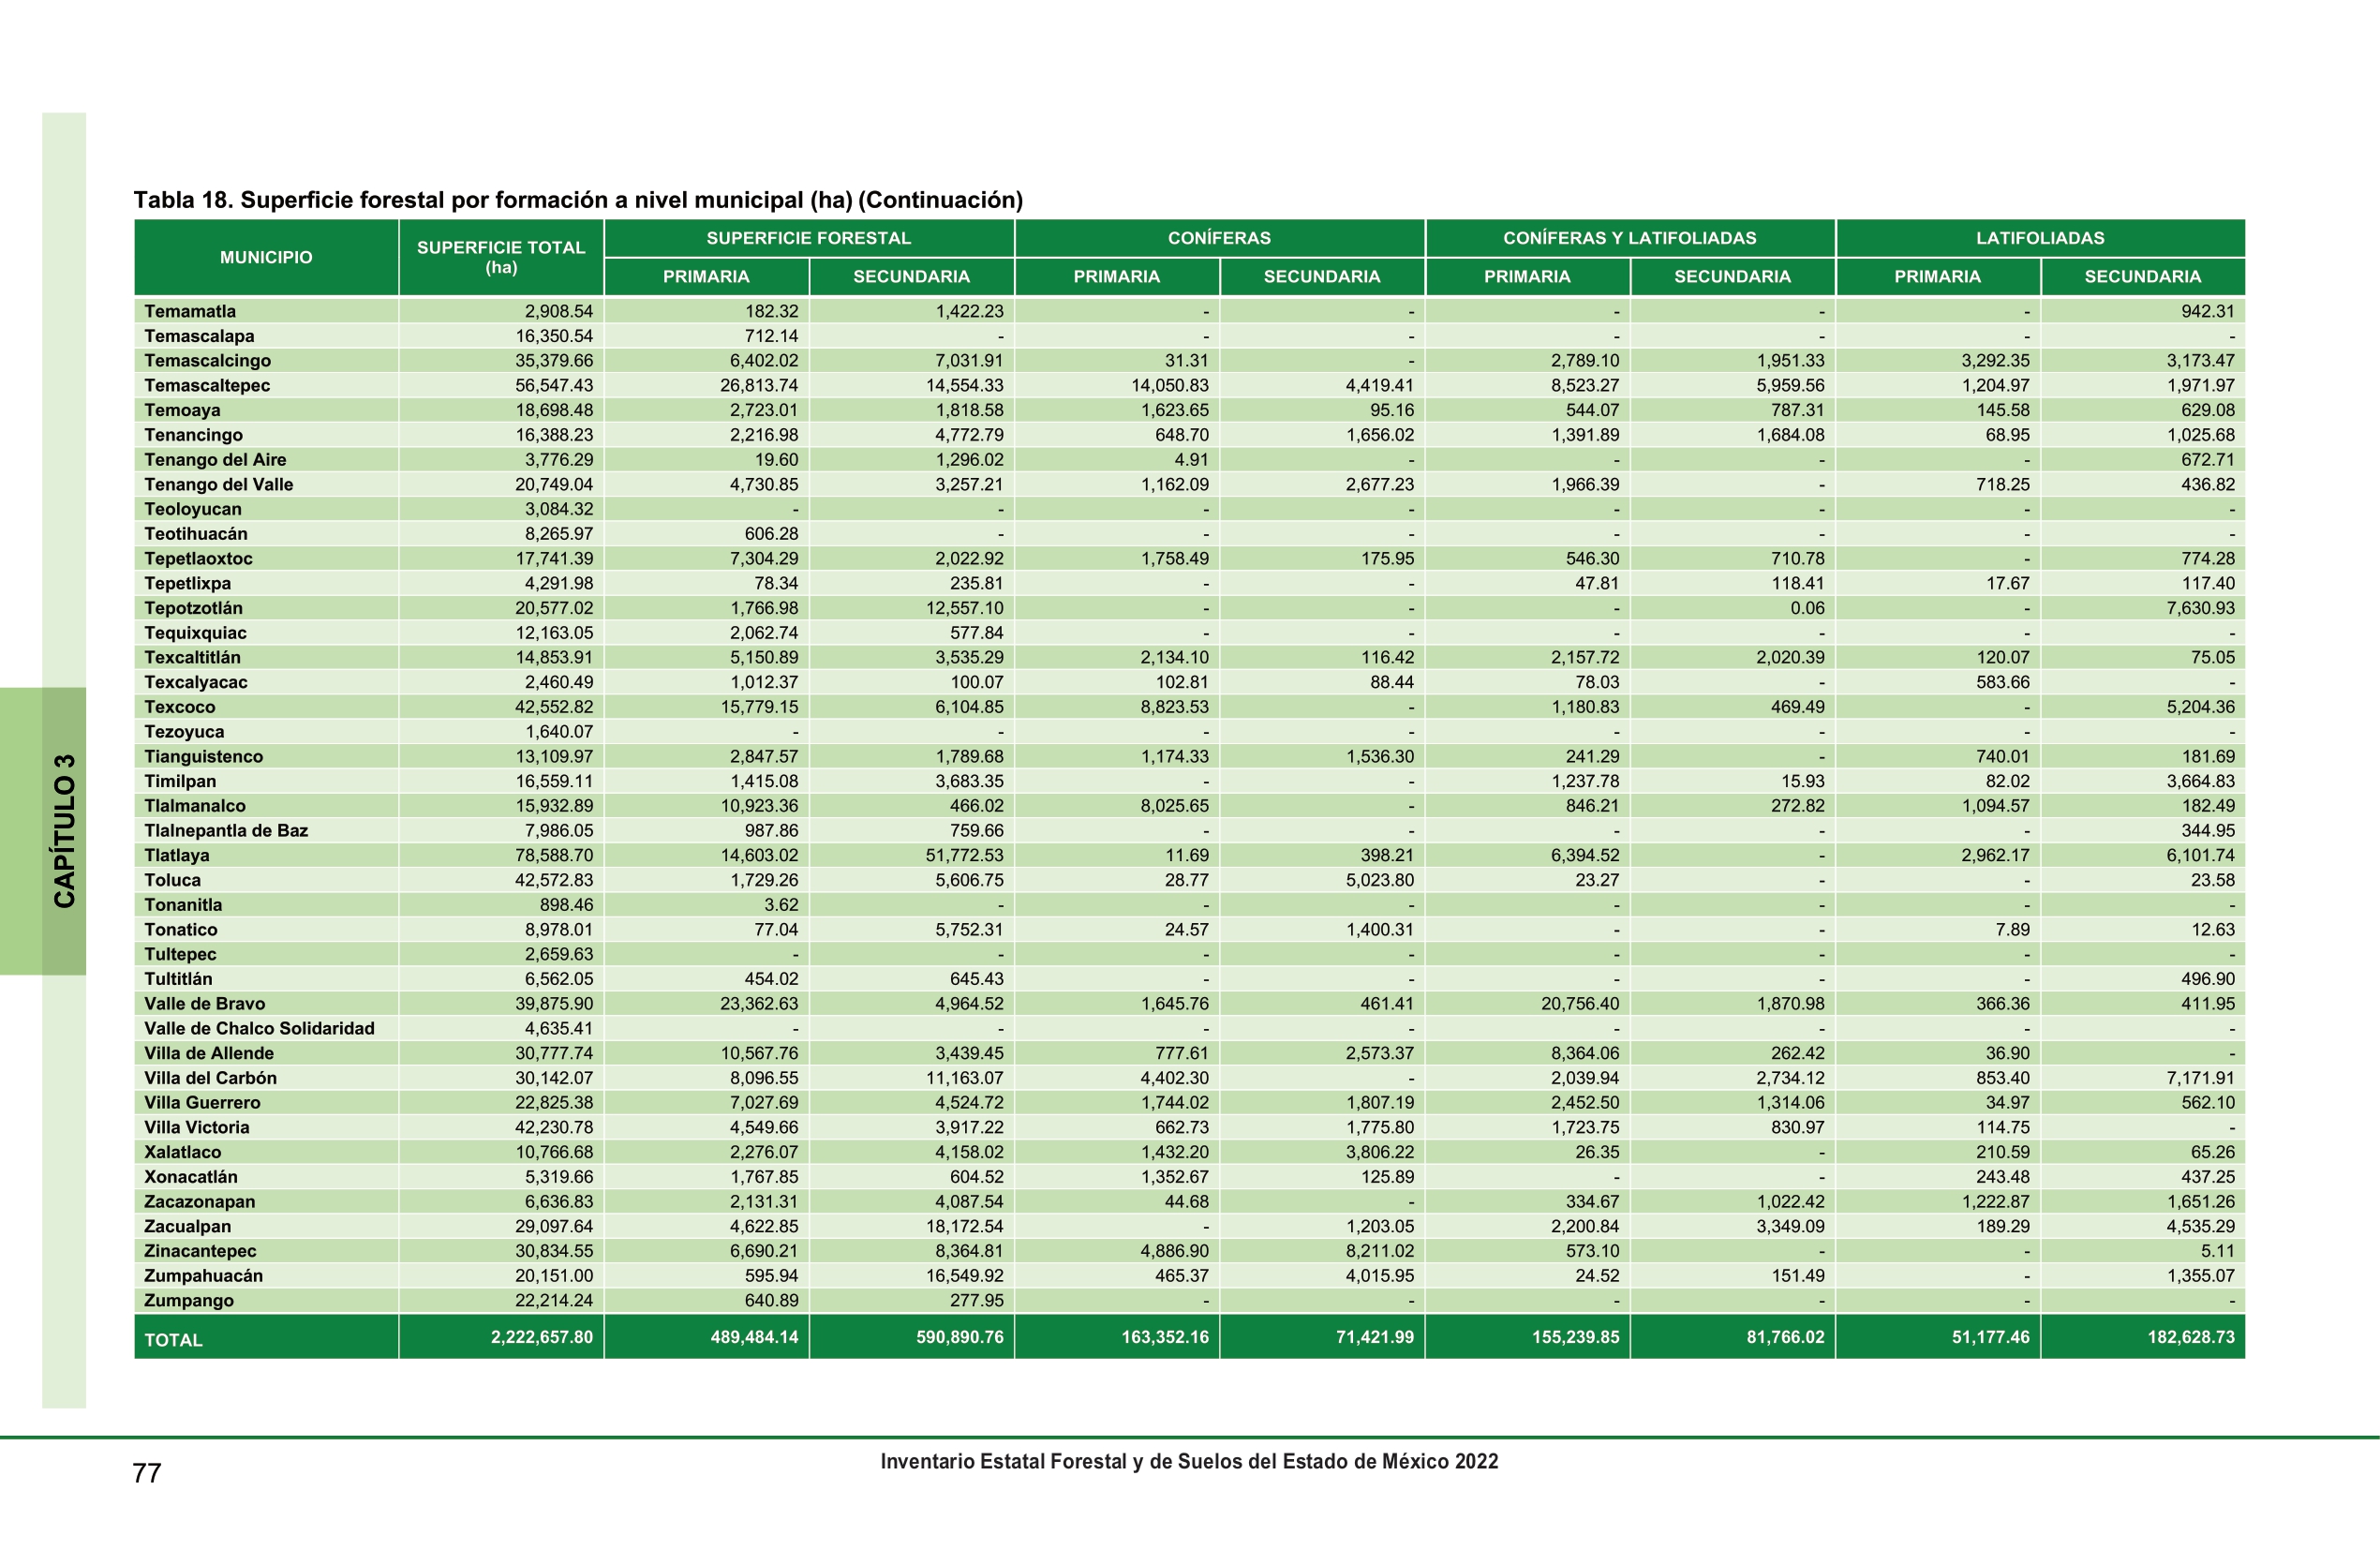 Tabla 18. Superficie forestal por formación a nivel municipal (ha) (Continuación)
MUNICIPIO SUPERFICIE TOTAL (ha) SUPERFICIE FORESTAL CONÍFERAS CONÍFERAS Y LATIFOLIADAS LATIFOLIADAS
PRIMARIA SECUNDARIA PRIMARIA SECUNDARIA PRIMARIA SECUNDARIA PRIMARIA SECUNDARIA
Temamatla 2,908.54 182.32 1,422.23 - - - - - 942.31
Temascalapa 16,350.54 712.14 - - - - - - -
Temascalcingo 35,379.66 6,402.02 7,031.91 31.31 - 2,789.10 1,951.33 3,292.35 3,173.47
Temascaltepec 56,547.43 26,813.74 14,554.33 14,050.83 4,419.41 8,523.27 5,959.56 1,204.97 1,971.97
Temoaya 18,698.48 2,723.01 1,818.58 1,623.65 95.16 544.07 787.31 145.58 629.08
Tenancingo 16,388.23 2,216.98 4,772.79 648.70 1,656.02 1,391.89 1,684.08 68.95 1,025.68
Tenango del Aire 3,776.29 19.60 1,296.02 4.91 - - - - 672.71
Tenango del Valle 20,749.04 4,730.85 3,257.21 1,162.09 2,677.23 1,966.39 - 718.25 436.82
Teoloyucan 3,084.32 - - - - - - - -
Teotihuacán 8,265.97 606.28 - - - - - - -
Tepetlaoxtoc 17,741.39 7,304.29 2,022.92 1,758.49 175.95 546.30 710.78 - 774.28
Tepetlixpa 4,291.98 78.34 235.81 - - 47.81 118.41 17.67 117.40
Tepotzotlán 20,577.02 1,766.98 12,557.10 - - - 0.06 - 7,630.93
Tequixquiac 12,163.05 2,062.74 577.84 - - - - - -
Texcaltitlán 14,853.91 5,150.89 3,535.29 2,134.10 116.42 2,157.72 2,020.39 120.07 75.05
Texcalyacac 2,460.49 1,012.37 100.07 102.81 88.44 78.03 - 583.66 -
Texcoco 42,552.82 15,779.15 6,104.85 8,823.53 - 1,180.83 469.49 - 5,204.36
Tezoyuca 1,640.07 - - - - - - - -
Tianguistenco 13,109.97 2,847.57 1,789.68 1,174.33 1,536.30 241.29 - 740.01 181.69
Timilpan 16,559.11 1,415.08 3,683.35 - - 1,237.78 15.93 82.02 3,664.83
Tlalmanalco 15,932.89 10,923.36 466.02 8,025.65 - 846.21 272.82 1,094.57 182.49
Tlalnepantla de Baz 7,986.05 987.86 759.66 - - - - - 344.95
Tlatlaya 78,588.70 14,603.02 51,772.53 11.69 398.21 6,394.52 - 2,962.17 6,101.74
Toluca 42,572.83 1,729.26 5,606.75 28.77 5,023.80 23.27 - - 23.58
Tonanitla 898.46 3.62 - - - - - - -
Tonatico 8,978.01 77.04 5,752.31 24.57 1,400.31 - - 7.89 12.63
Tultepec 2,659.63 - - - - - - - -
Tultitlán 6,562.05 454.02 645.43 - - - - - 496.90
Valle de Bravo 39,875.90 23,362.63 4,964.52 1,645.76 461.41 20,756.40 1,870.98 366.36 411.95
Valle de Chalco Solidaridad 4,635.41 - - - - - - - -
Villa de Allende 30,777.74 10,567.76 3,439.45 777.61 2,573.37 8,364.06 262.42 36.90 -
Villa del Carbón 30,142.07 8,096.55 11,163.07 4,402.30 - 2,039.94 2,734.12 853.40 7,171.91
Villa Guerrero 22,825.38 7,027.69 4,524.72 1,744.02 1,807.19 2,452.50 1,314.06 34.97 562.10
Villa Victoria 42,230.78 4,549.66 3,917.22 662.73 1,775.80 1,723.75 830.97 114.75 -
Xalatlaco 10,766.68 2,276.07 4,158.02 1,432.20 3,806.22 26.35 - 210.59 65.26
Xonacatlán 5,319.66 1,767.85 604.52 1,352.67 125.89 - - 243.48 437.25
Zacazonapan 6,636.83 2,131.31 4,087.54 44.68 - 334.67 1,022.42 1,222.87 1,651.26
Zacualpan 29,097.64 4,622.85 18,172.54 - 1,203.05 2,200.84 3,349.09 189.29 4,535.29
Zinacantepec 30,834.55 6,690.21 8,364.81 4,886.90 8,211.02 573.10 - - 5.11
Zumpahuacán 20,151.00 595.94 16,549.92 465.37 4,015.95 24.52 151.49 - 1,355.07
Zumpango 22,214.24 640.89 277.95 - - - - - -
TOTAL 2,222,657.80 489,484.14 590,890.76 163,352.16 71,421.99 155,239.85 81,766.02 51,177.46 182,628.73
CAPÍTULO 3
Inventario Estatal Forestal y de Suelos del Estado de México 2022
77